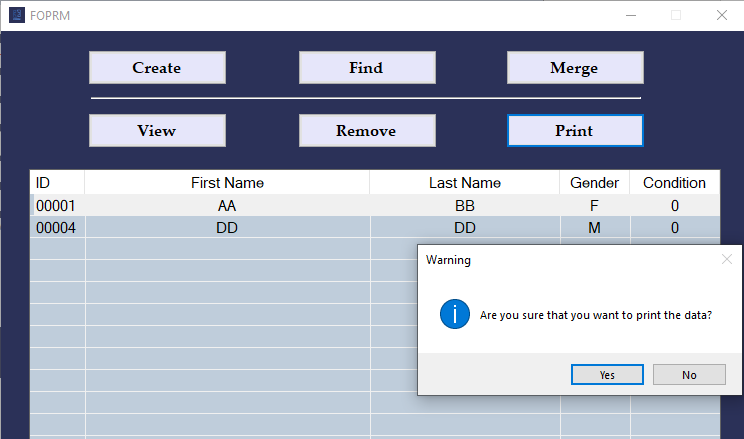 FOPRM
Create Find Merge
View Remove Print
ID First Name Last Name Gender Condition
00001 AA BB F 0
00004 DD DD M 0
Warning
Are you sure that you want to print the data?
Yes No